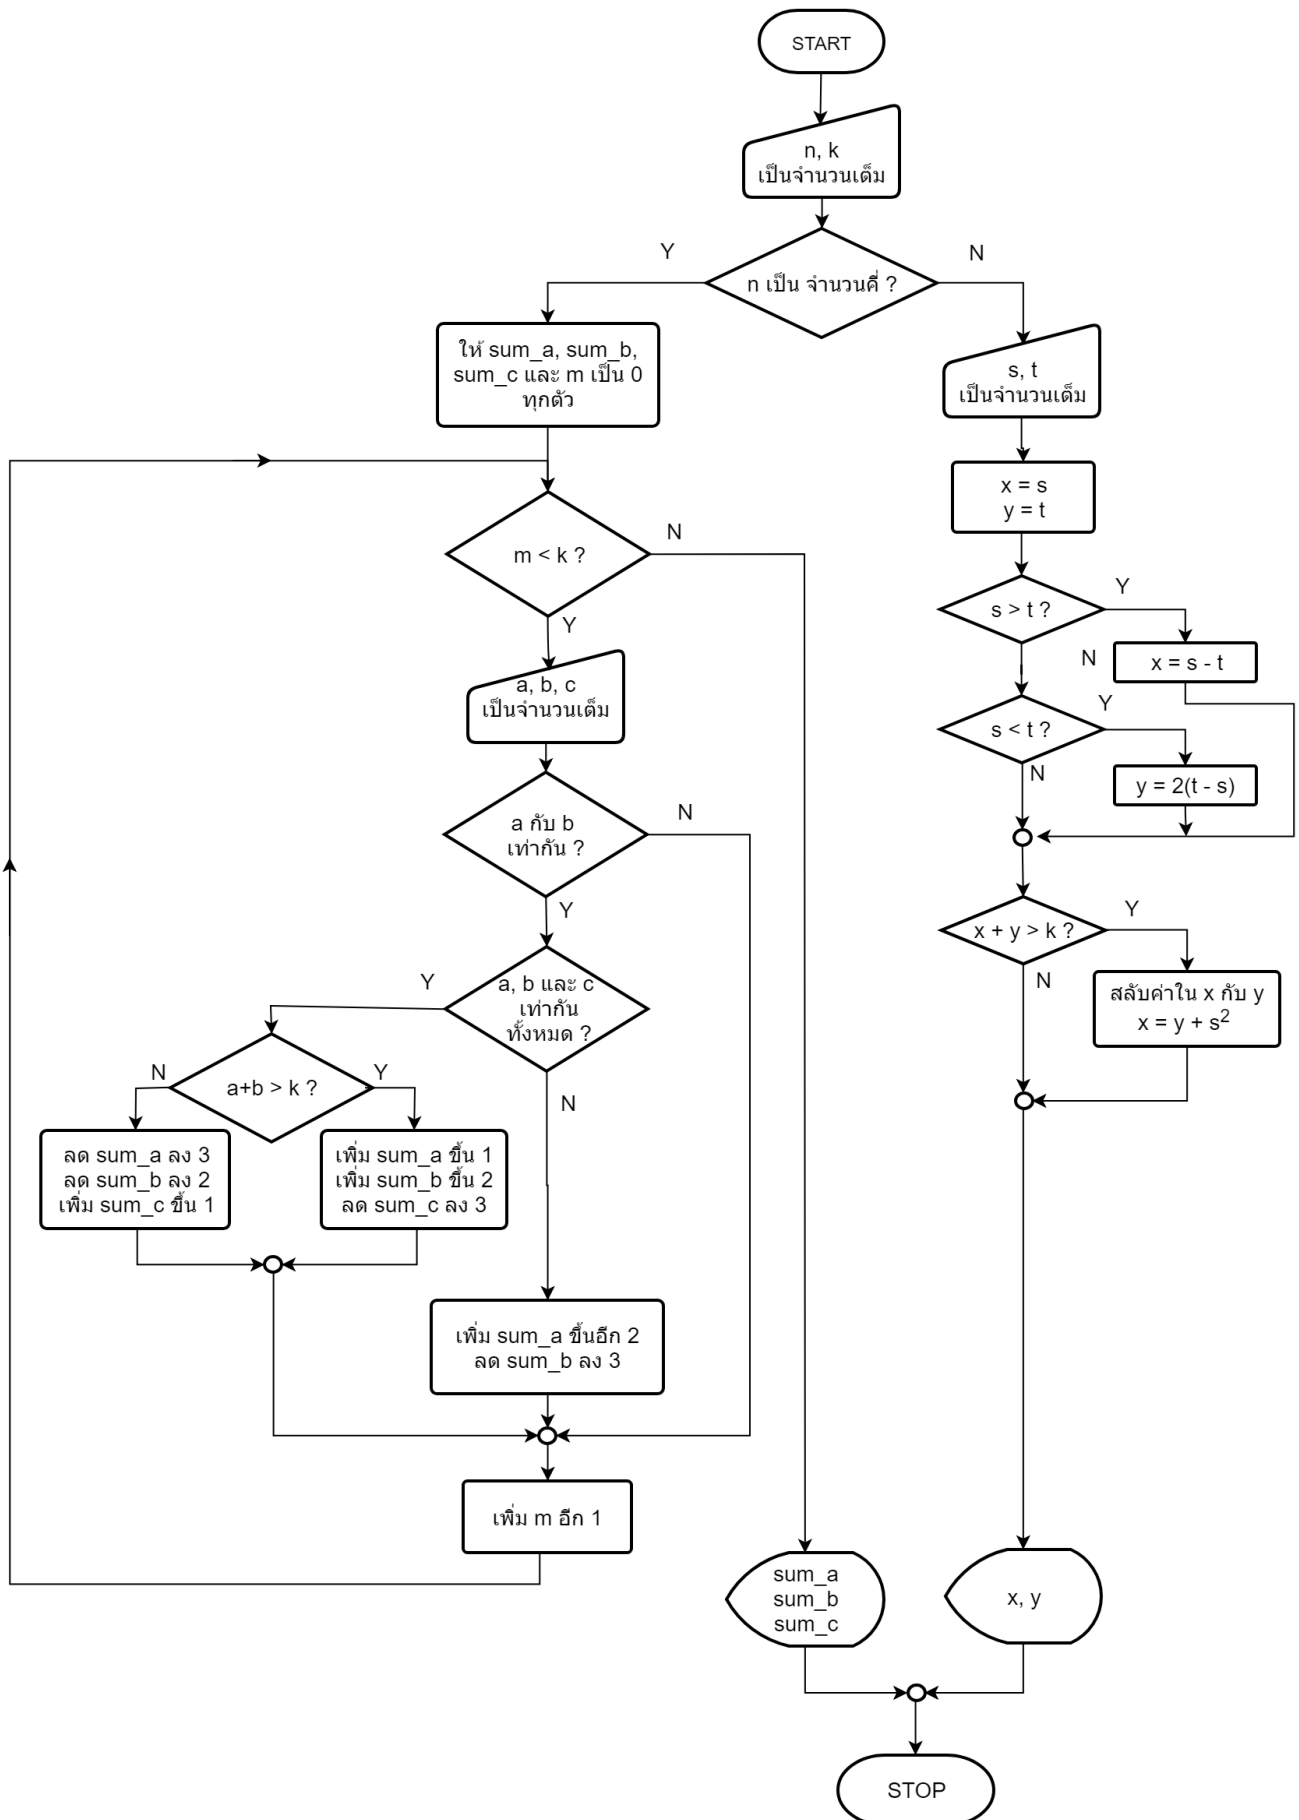 START
n, k
เป็นจำนวนเต็ม
Y
N
n เป็น จำนวนคี่ ?
ให้ sum_a, sum_b,
sum_c และ m เป็น 0
ทุกตัว
m < k ?
N
Y
a, b, c
เป็นจำนวนเต็ม
a กับ b
เท่ากัน ?
N
Y
a, b และ c
เท่ากัน
ทั้งหมด ?
Y
N
a+b > k ?
N
Y
ลด sum_a ลง 3
ลด sum_b ลง 2
เพิ่ม sum_c ขึ้น 1
เพิ่ม sum_a ขึ้น 1
เพิ่ม sum_b ขึ้น 2
ลด sum_c ลง 3
เพิ่ม sum_a ขึ้นอีก 2
ลด sum_b ลง 3
เพิ่ม m อีก 1
sum_a
sum_b
sum_c
s, t
เป็นจำนวนเต็ม
x = s
y = t
s > t ?
Y
N
x = s - t
s < t ?
Y
N
y = 2(t - s)
x + y > k ?
Y
N
สลับค่าใน x กับ y
x = y + s²
x, y
STOP